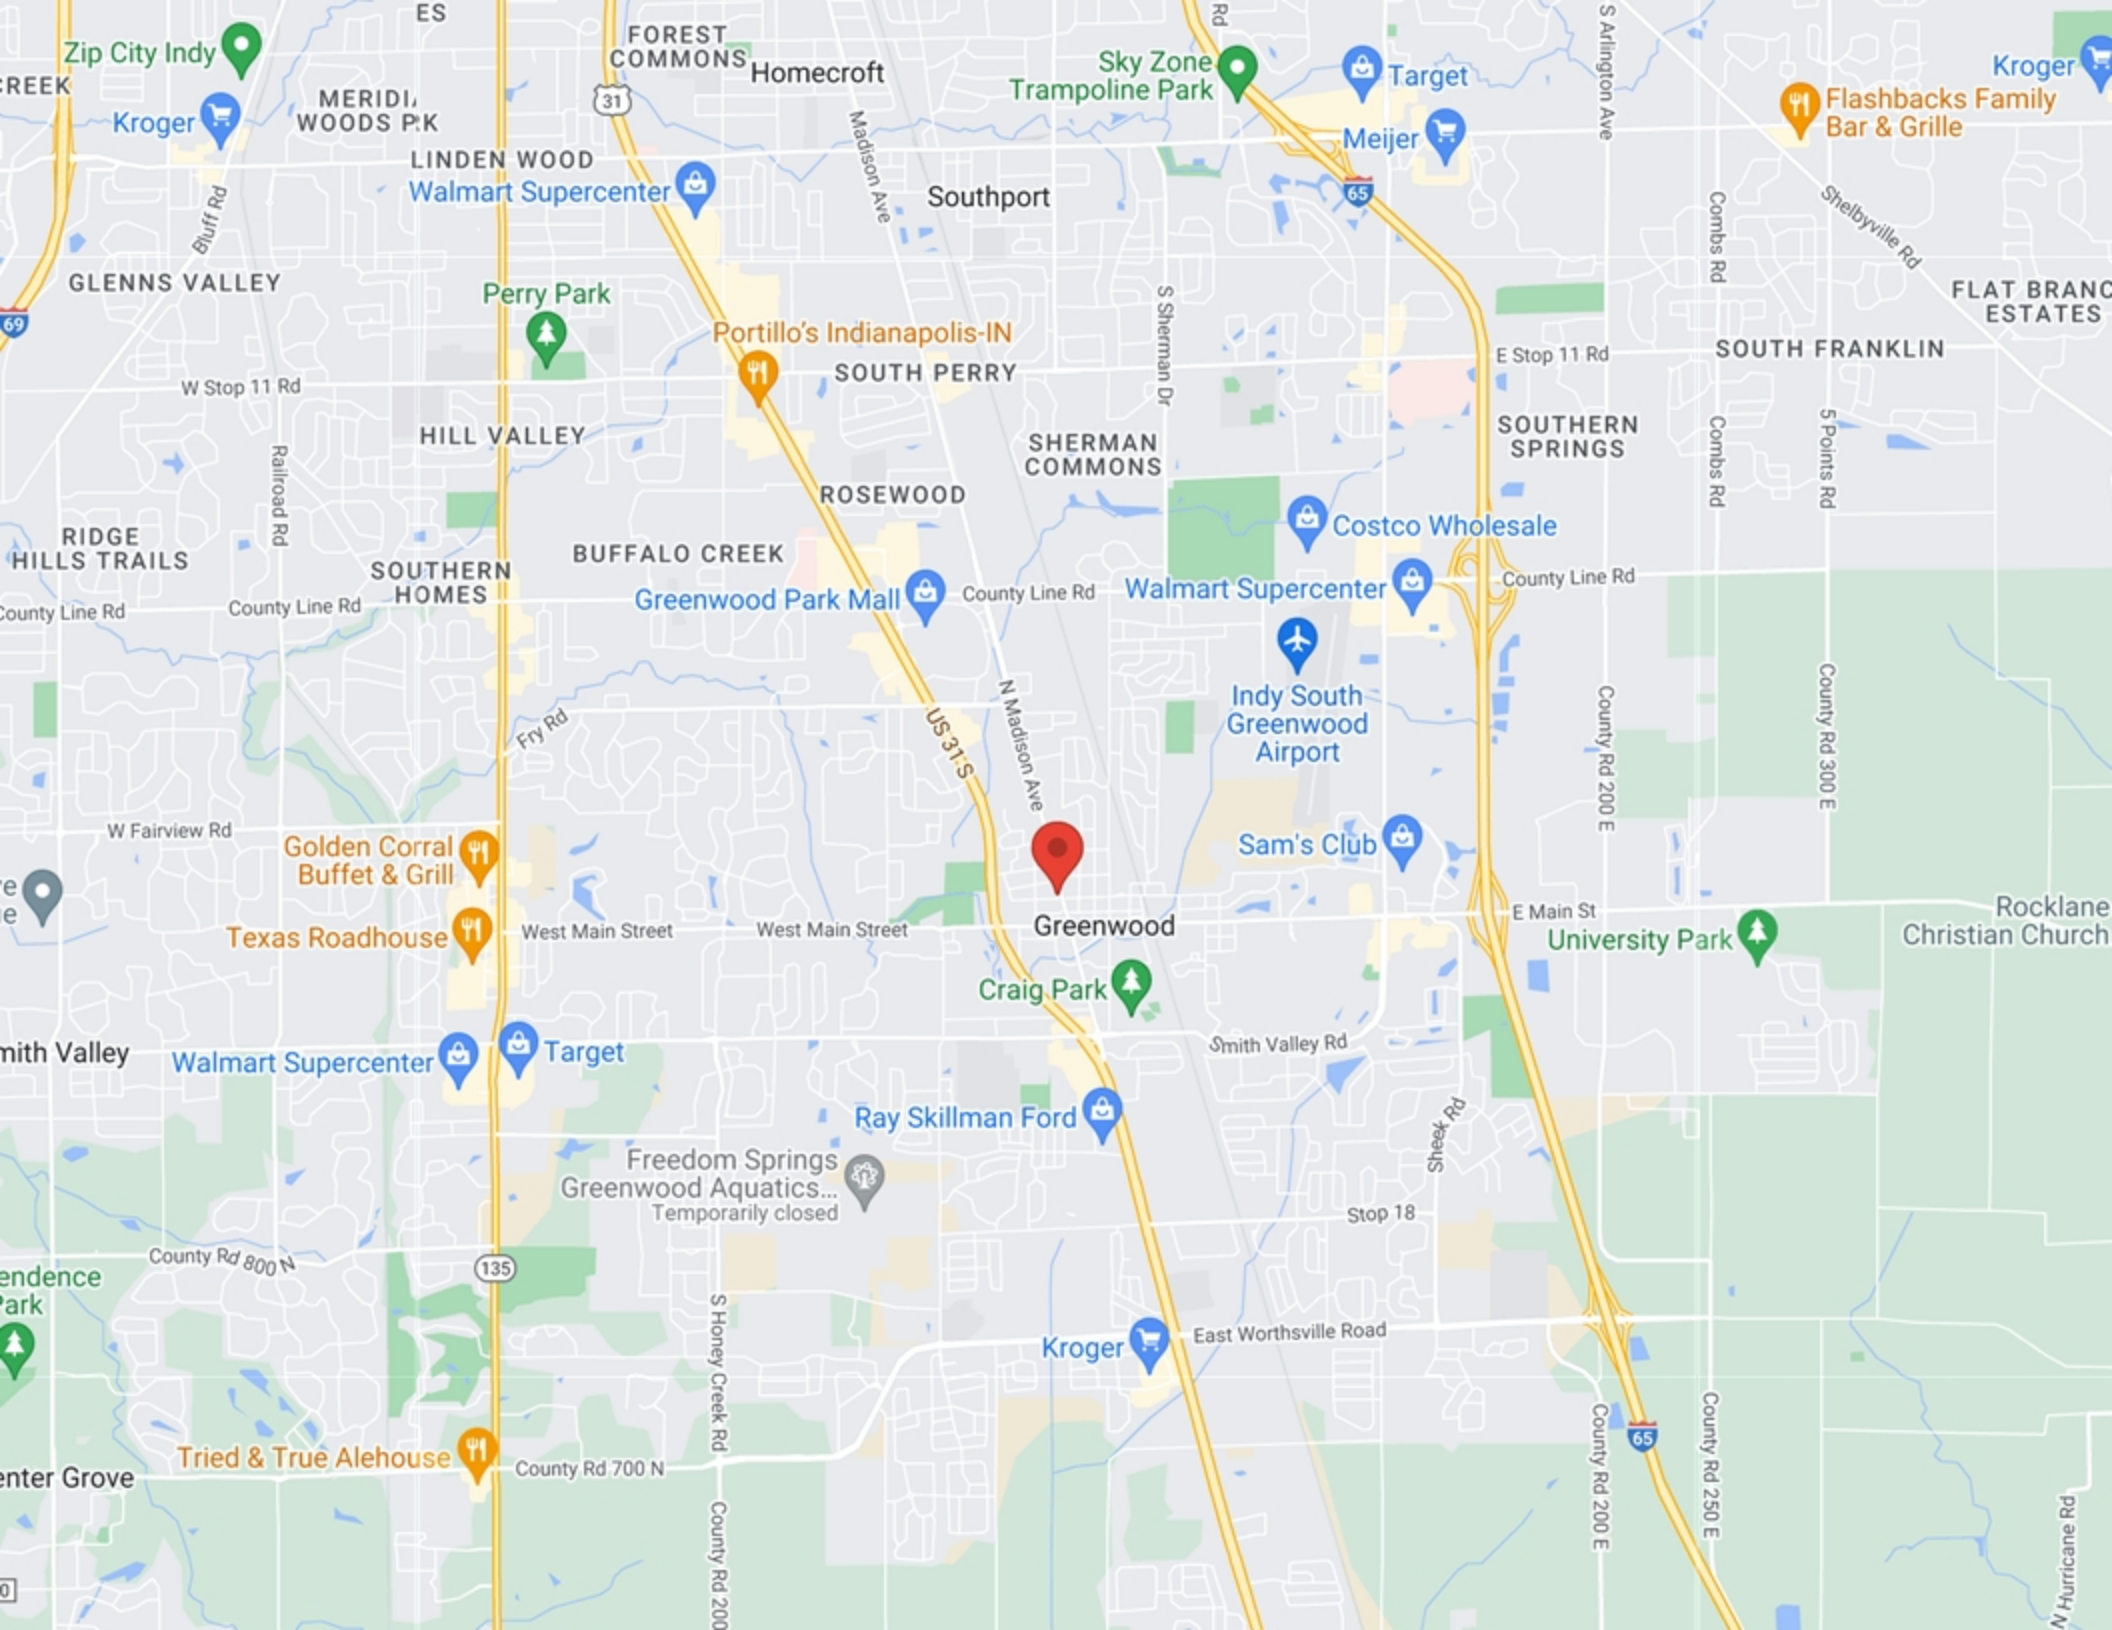 ES
Zip City Indy
CREEK
Kroger
MERIDI
WOODS P
K
FOREST
COMMONS
31
Homecroft
Rd
Sky Zone
Trampoline Park
Target
Meijer
S Arlington Ave
Flashbacks Family
Bar & Grille
Kroger
LINDEN WOOD
Walmart Supercenter
Madison Ave
Southport
65
Bluff Rd
Combs Rd
Shelbyville Rd
GLENNS VALLEY
69
Perry Park
Portillo's Indianapolis-IN
SOUTH PERRY
S Sherman Dr
E Stop 11 Rd
SOUTH FRANKLIN
FLAT BRANC
ESTATES
W Stop 11 Rd
HILL VALLEY
Railroad Rd
SHERMAN
COMMONS
SOUTHERN
SPRINGS
Combs Rd
5 Points Rd
ROSEWOOD
RIDGE
HILLS TRAILS
BUFFALO CREEK
SOUTHERN
HOMES
Costco Wholesale
Walmart Supercenter
County Line Rd
County Line Rd
County Line Rd
Greenwood Park Mall
County Line Rd
Indy South
Greenwood
Airport
Fry Rd
US 31 S
N Madison Ave
County Rd 200 E
County Rd 300 E
W Fairview Rd
Golden Corral
Buffet & Grill
Sam's Club
Texas Roadhouse
West Main Street
West Main Street
Greenwood
E Main St
University Park
Rocklane
Christian Church
Craig Park
mith Valley
Walmart Supercenter
Target
Smith Valley Rd
Ray Skillman Ford
Sheek Rd
Freedom Springs
Greenwood Aquatics...
Temporarily closed
Stop 18
County Rd 800 N
135
endence
Park
S Honey Creek Rd
Kroger
East Worthsville Road
65
Tried & True Alehouse
enter Grove
County Rd 700 N
County Rd 200
County Rd 200 E
County Rd 250 E
N Hurricane Rd